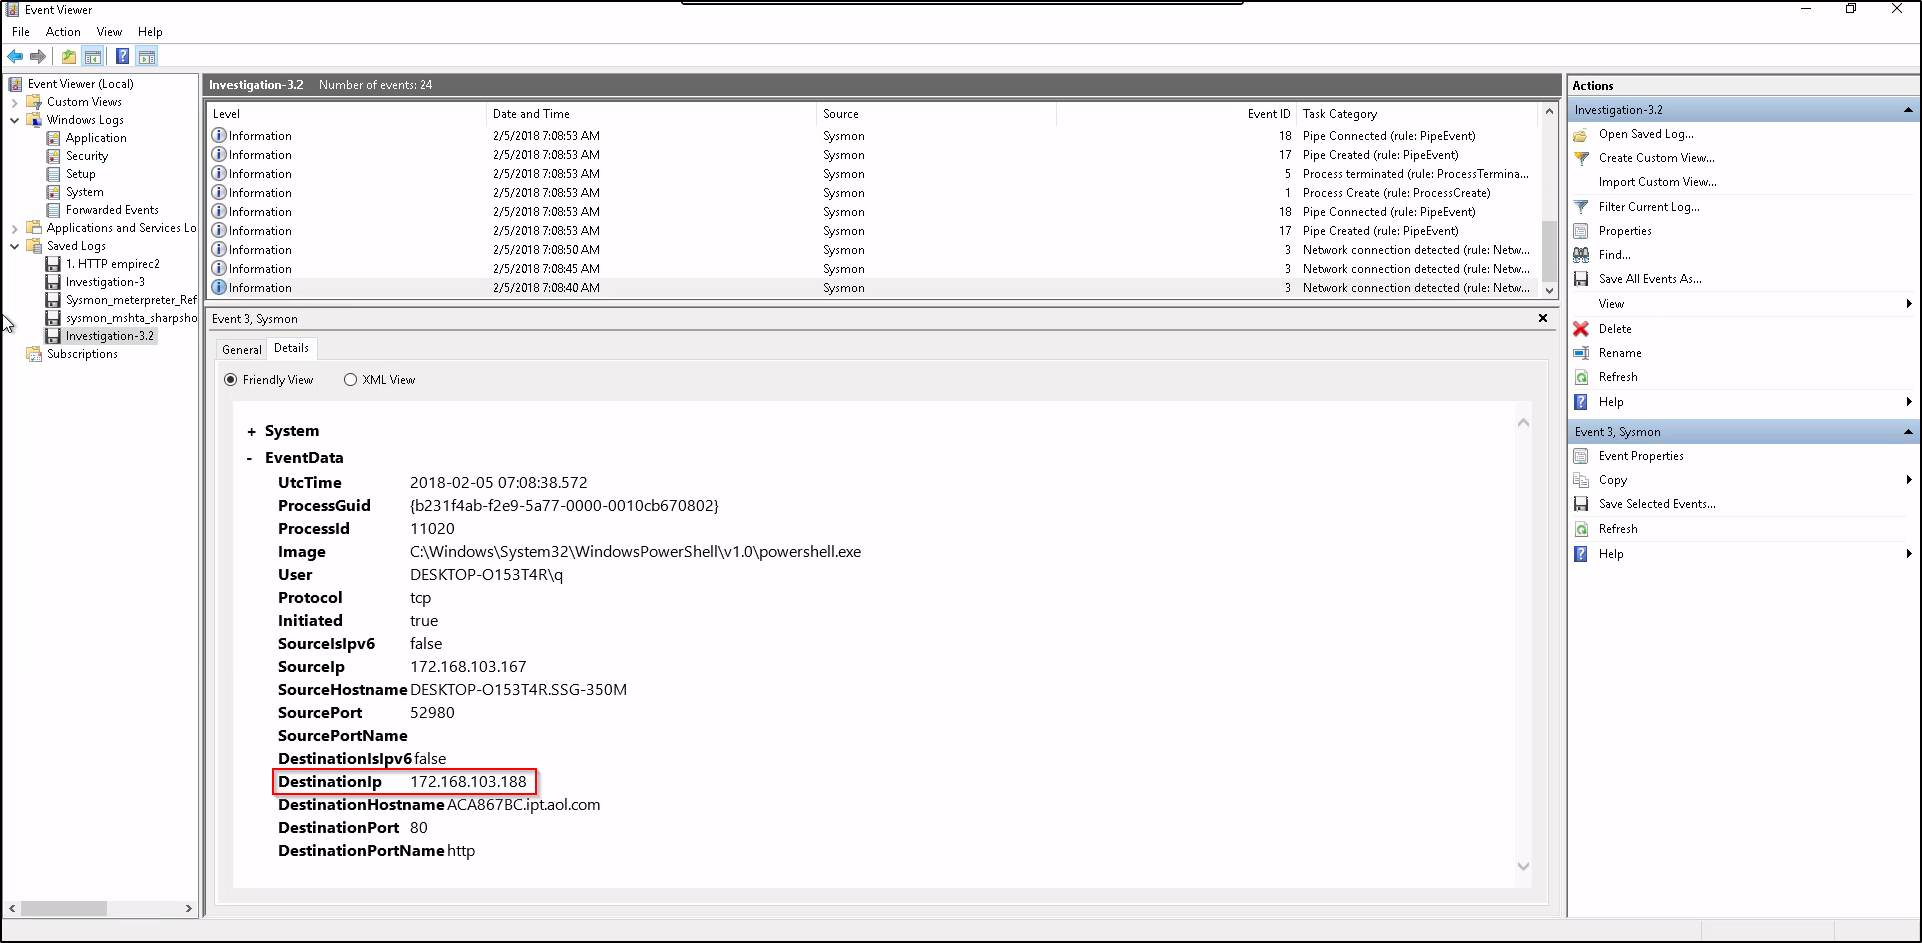 Event Viewer
File Action View Help
Event Viewer (Local)
Custom Views
Windows Logs
Application
Security
Setup
System
Forwarded Events
Applications and Services Lo
Saved Logs
1. HTTP empirec2
Investigation-3
Sysmon_meterpreter_Ref
sysmon_mshta_sharpsho
Investigation-3.2
Subscriptions
Investigation-3.2 Number of events: 24
Level Date and Time Source Event ID Task Category
Information 2/5/2018 7:08:53 AM Sysmon 18 Pipe Connected (rule: PipeEvent)
Information 2/5/2018 7:08:53 AM Sysmon 17 Pipe Created (rule: PipeEvent)
Information 2/5/2018 7:08:53 AM Sysmon 5 Process terminated (rule: ProcessTermina...
Information 2/5/2018 7:08:53 AM Sysmon 1 Process Create (rule: ProcessCreate)
Information 2/5/2018 7:08:53 AM Sysmon 18 Pipe Connected (rule: PipeEvent)
Information 2/5/2018 7:08:53 AM Sysmon 17 Pipe Created (rule: PipeEvent)
Information 2/5/2018 7:08:50 AM Sysmon 3 Network connection detected (rule: Netw...
Information 2/5/2018 7:08:45 AM Sysmon 3 Network connection detected (rule: Netw...
Information 2/5/2018 7:08:40 AM Sysmon 3 Network connection detected (rule: Netw...
Event 3, Sysmon
General Details
Friendly View XML View
+ System
- EventData
UtcTime 2018-02-05 07:08:38.572
ProcessGuid {b231f4ab-f2e9-5a77-0000-0010cb670802}
ProcessId 11020
Image C:\Windows\System32\WindowsPowerShell\v1.0\powershell.exe
User DESKTOP-O153T4R\q
Protocol tcp
Initiated true
SourceIsIpv6 false
SourceIp 172.168.103.167
SourceHostname DESKTOP-O153T4R.SSG-350M
SourcePort 52980
SourcePortName
DestinationIsIpv6 false
DestinationIp 172.168.103.188
DestinationHostname ACA867BC.ipt.aol.com
DestinationPort 80
DestinationPortName http
Actions
Investigation-3.2
Open Saved Log...
Create Custom View...
Import Custom View...
Filter Current Log...
Properties
Find...
Save All Events As...
View
Delete
Rename
Refresh
Help
Event 3, Sysmon
Event Properties
Copy
Save Selected Events...
Refresh
Help